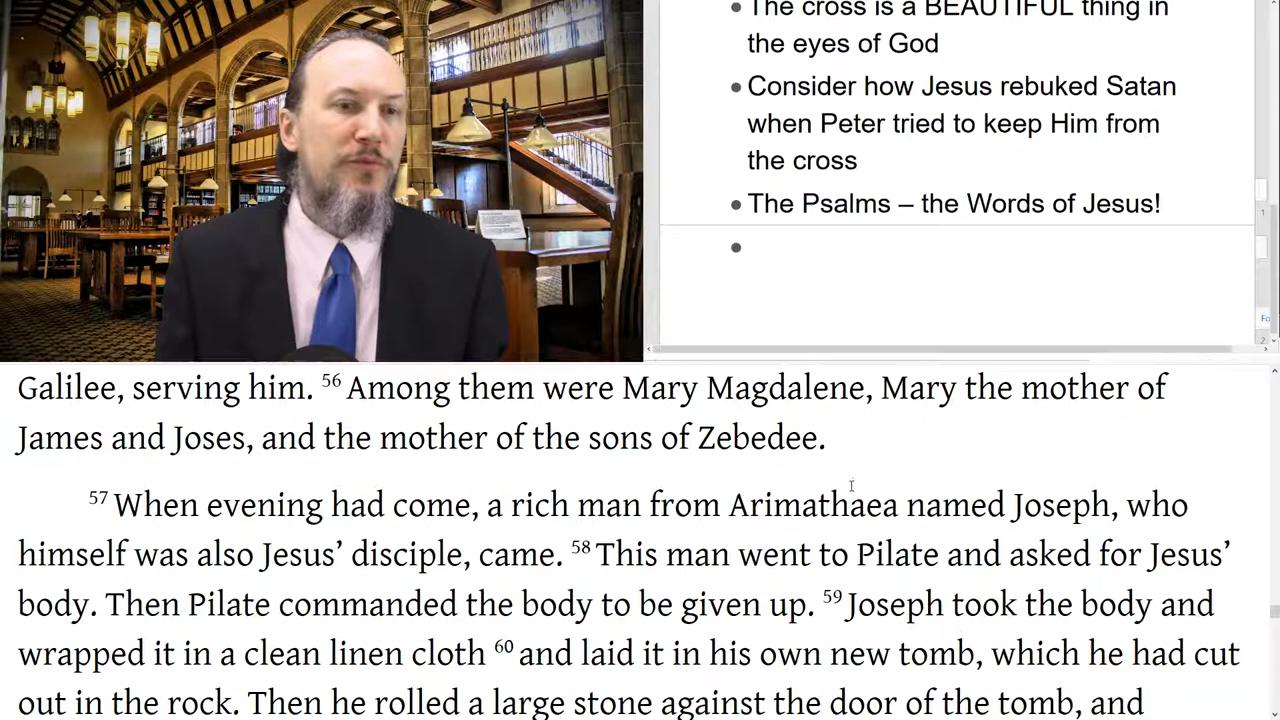 • The cross is a BEAUTIFUL thing in
the eyes of God
• Consider how Jesus rebuked Satan
when Peter tried to keep Him from
the cross
• The Psalms – the Words of Jesus!
•
1
Fo
2
Galilee, serving him. 56 Among them were Mary Magdalene, Mary the mother of
James and Joses, and the mother of the sons of Zebedee.
57 When evening had come, a rich man from Arimathaea named Joseph, who
himself was also Jesus’ disciple, came. 58 This man went to Pilate and asked for Jesus’
body. Then Pilate commanded the body to be given up. 59 Joseph took the body and
wrapped it in a clean linen cloth 60 and laid it in his own new tomb, which he had cut
out in the rock. Then he rolled a large stone against the door of the tomb, and